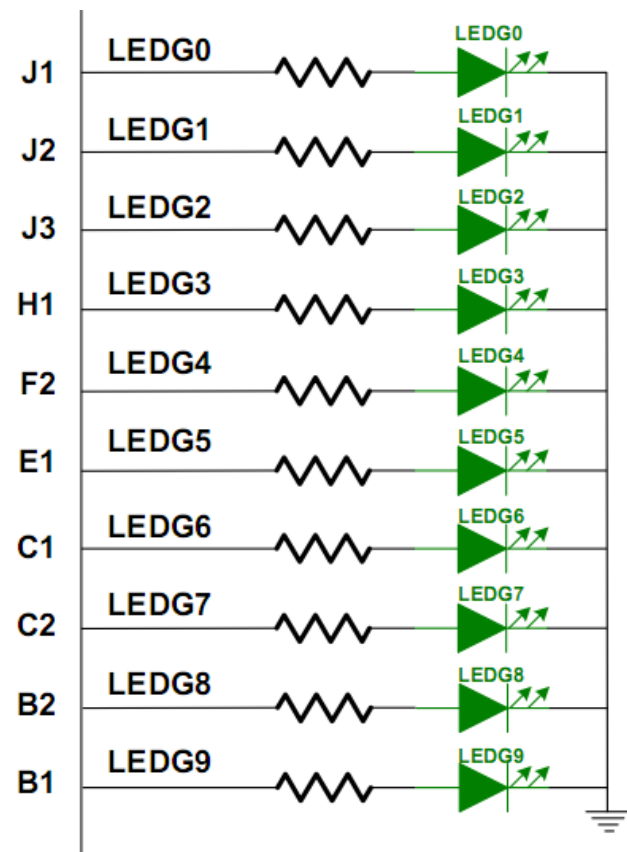 LEDG0
J1 LEDG0
LEDG1
J2 LEDG1
LEDG2
J3 LEDG2
LEDG3
H1 LEDG3
LEDG4
F2 LEDG4
LEDG5
E1 LEDG5
LEDG6
C1 LEDG6
LEDG7
C2 LEDG7
LEDG8
B2 LEDG8
LEDG9
B1 LEDG9